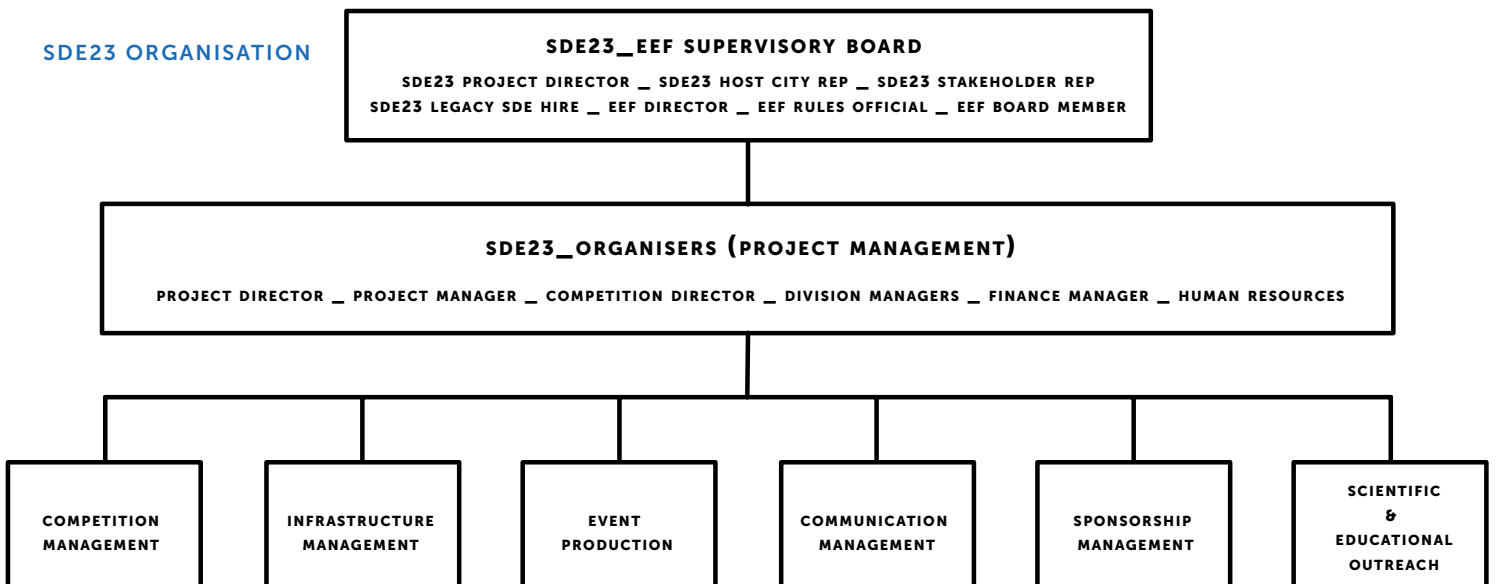 SDE23 ORGANISATION
SDE23_EEF SUPERVISORY BOARD
SDE23 PROJECT DIRECTOR _ SDE23 HOST CITY REP _ SDE23 STAKEHOLDER REP
SDE23 LEGACY SDE HIRE _ EEF DIRECTOR _ EEF RULES OFFICIAL _ EEF BOARD MEMBER
SDE23_ORGANISERS (PROJECT MANAGEMENT)
PROJECT DIRECTOR _ PROJECT MANAGER _ COMPETITION DIRECTOR _ DIVISION MANAGERS _ FINANCE MANAGER _ HUMAN RESOURCES
COMPETITION
MANAGEMENT
INFRASTRUCTURE
MANAGEMENT
EVENT
PRODUCTION
COMMUNICATION
MANAGEMENT
SPONSORSHIP
MANAGEMENT
SCIENTIFIC
&
EDUCATIONAL
OUTREACH